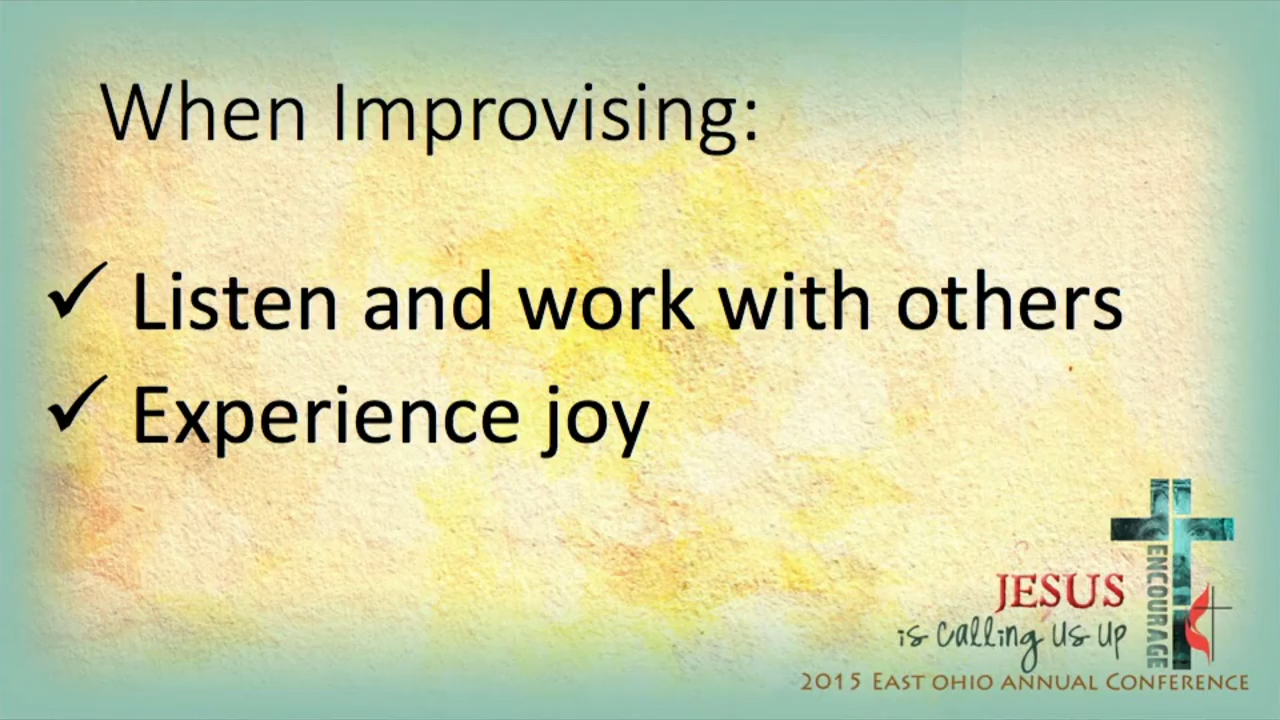 When Improvising:
✓ Listen and work with others
✓ Experience joy
ENCOURAGE
JESUS
is calling us up
2015 EAST OHIO ANNUAL CONFERENCE